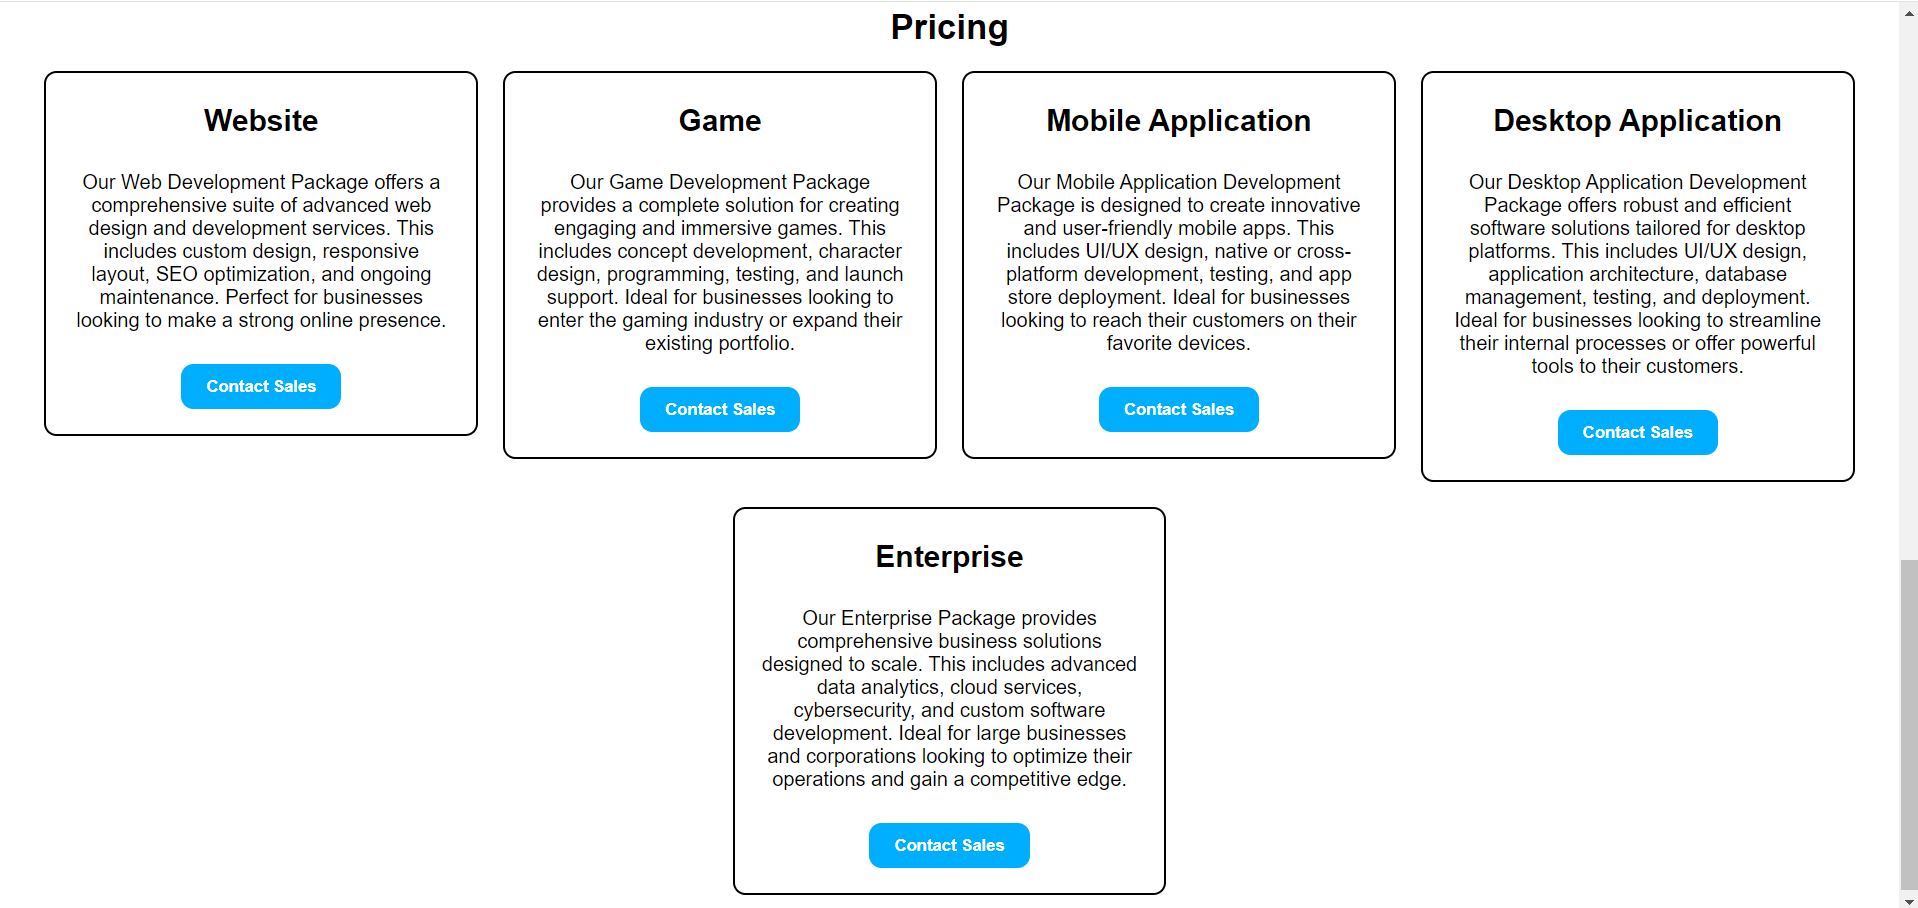 Pricing
Website
Our Web Development Package offers a
comprehensive suite of advanced web
design and development services. This
includes custom design, responsive
layout, SEO optimization, and ongoing
maintenance. Perfect for businesses
looking to make a strong online presence.
Contact Sales
Game
Our Game Development Package
provides a complete solution for creating
engaging and immersive games. This
includes concept development, character
design, programming, testing, and launch
support. Ideal for businesses looking to
enter the gaming industry or expand their
existing portfolio.
Contact Sales
Mobile Application
Our Mobile Application Development
Package is designed to create innovative
and user-friendly mobile apps. This
includes UI/UX design, native or cross-
platform development, testing, and app
store deployment. Ideal for businesses
looking to reach their customers on their
favorite devices.
Contact Sales
Desktop Application
Our Desktop Application Development
Package offers robust and efficient
software solutions tailored for desktop
platforms. This includes UI/UX design,
application architecture, database
management, testing, and deployment.
Ideal for businesses looking to streamline
their internal processes or offer powerful
tools to their customers.
Contact Sales
Enterprise
Our Enterprise Package provides
comprehensive business solutions
designed to scale. This includes advanced
data analytics, cloud services,
cybersecurity, and custom software
development. Ideal for large businesses
and corporations looking to optimize their
operations and gain a competitive edge.
Contact Sales